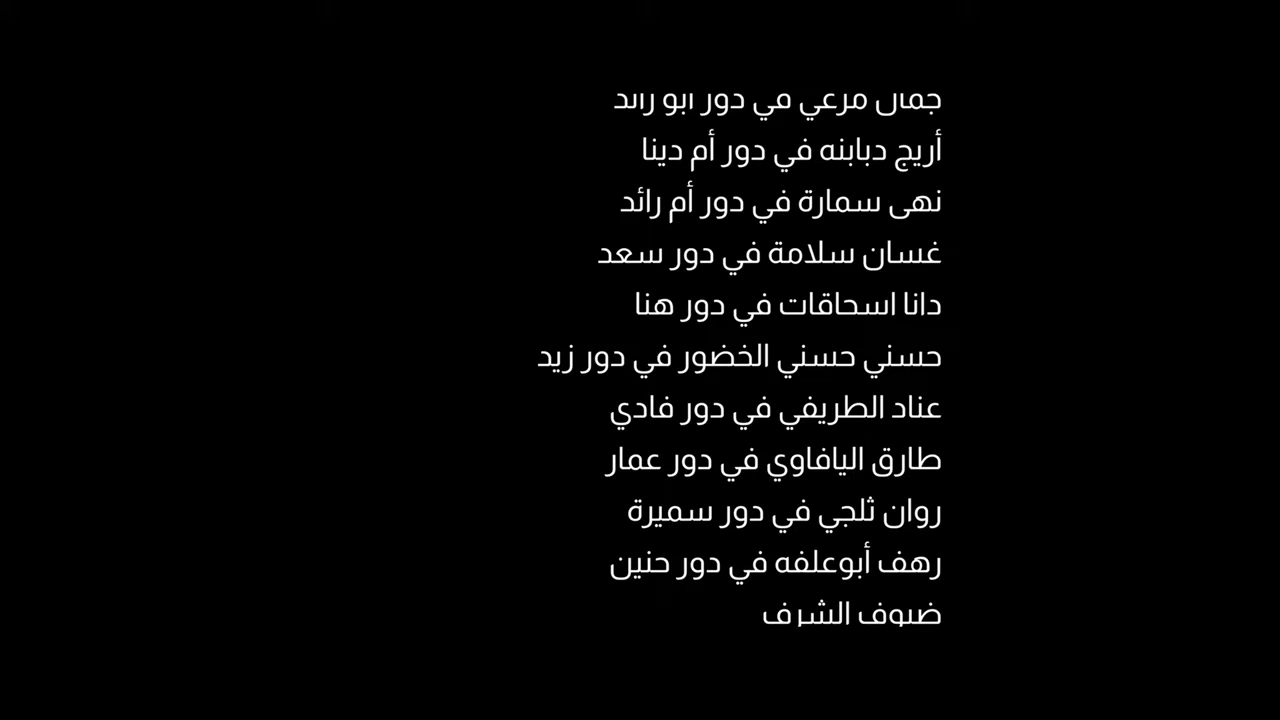 جمال مرعي في دور أبو رائد
أريج دبابنه في دور أم دينا
نهى سمارة في دور أم رائد
غسان سلامة في دور سعد
دانا اسحاقات في دور هنا
حسني حسني الخضور في دور زيد
عناد الطريفي في دور فادي
طارق اليافاوي في دور عمار
روان ثلجي في دور سميرة
رهف أبوعلفه في دور حنين
ضيوف الشرف